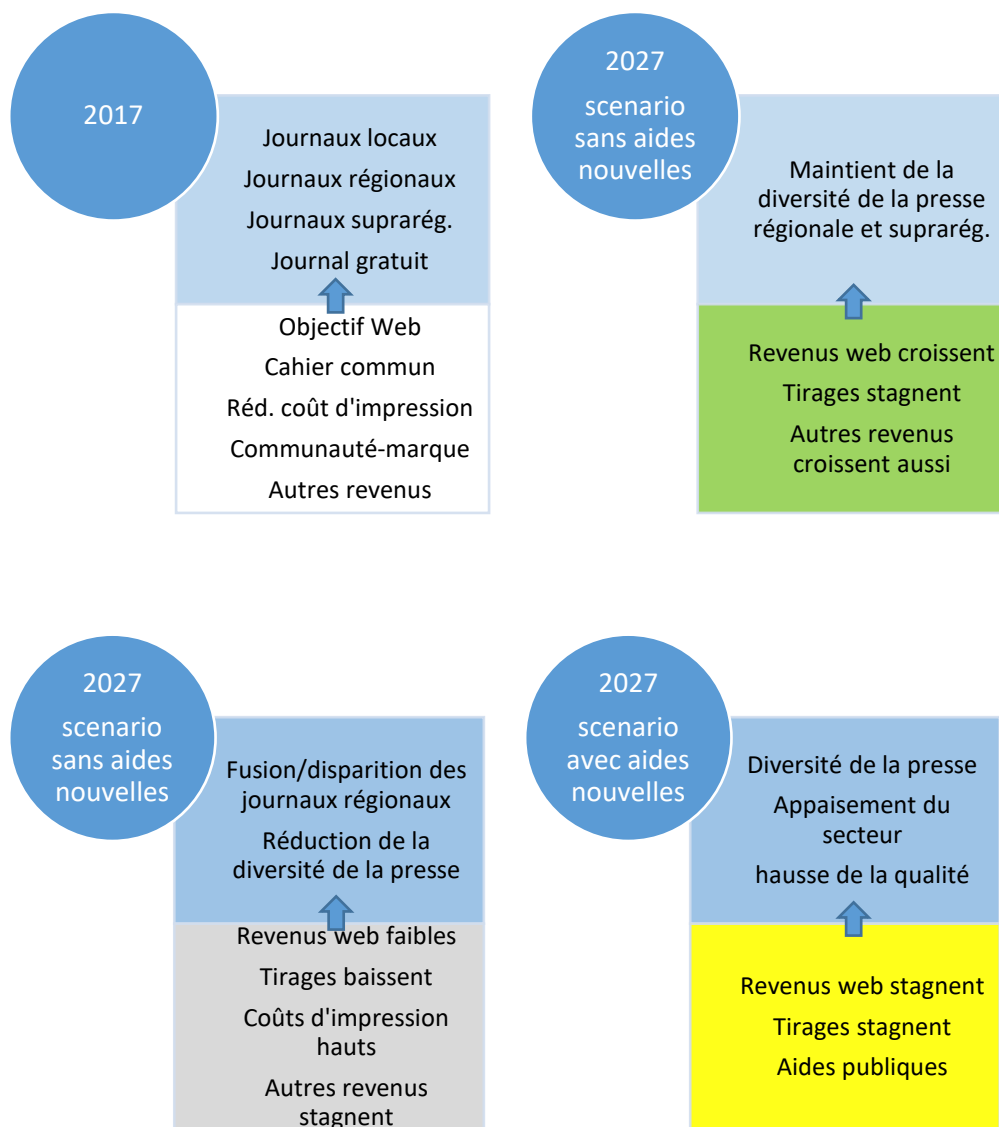 2017
Journaux locaux
Journaux régionaux
Journaux suprarég.
Journal gratuit
Objectif Web
Cahier commun
Réd. coût d'impression
Communauté-marque
Autres revenus
2027
scenario
sans aides
nouvelles
Maintient de la
diversité de la presse
régionale et suprarég.
Revenus web croissent
Tirages stagnent
Autres revenus
croissent aussi
2027
scenario
sans aides
nouvelles
Fusion/disparition des
journaux régionaux
Réduction de la
diversité de la presse
Revenus web faibles
Tirages baissent
Coûts d'impression
hauts
Autres revenus
stagnent
2027
scenario
avec aides
nouvelles
Diversité de la presse
Appaisement du
secteur
hausse de la qualité
Revenus web stagnent
Tirages stagnent
Aides publiques